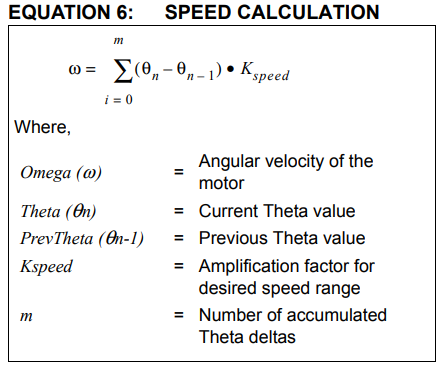 EQUATION 6: SPEED CALCULATION
m
ω = ∑(θn – θn – 1) • Kspeed
i = 0
Where,
Omega (ω) = Angular velocity of the
motor
Theta (θn) = Current Theta value
PrevTheta (θn-1) = Previous Theta value
Kspeed = Amplification factor for
desired speed range
m = Number of accumulated
Theta deltas